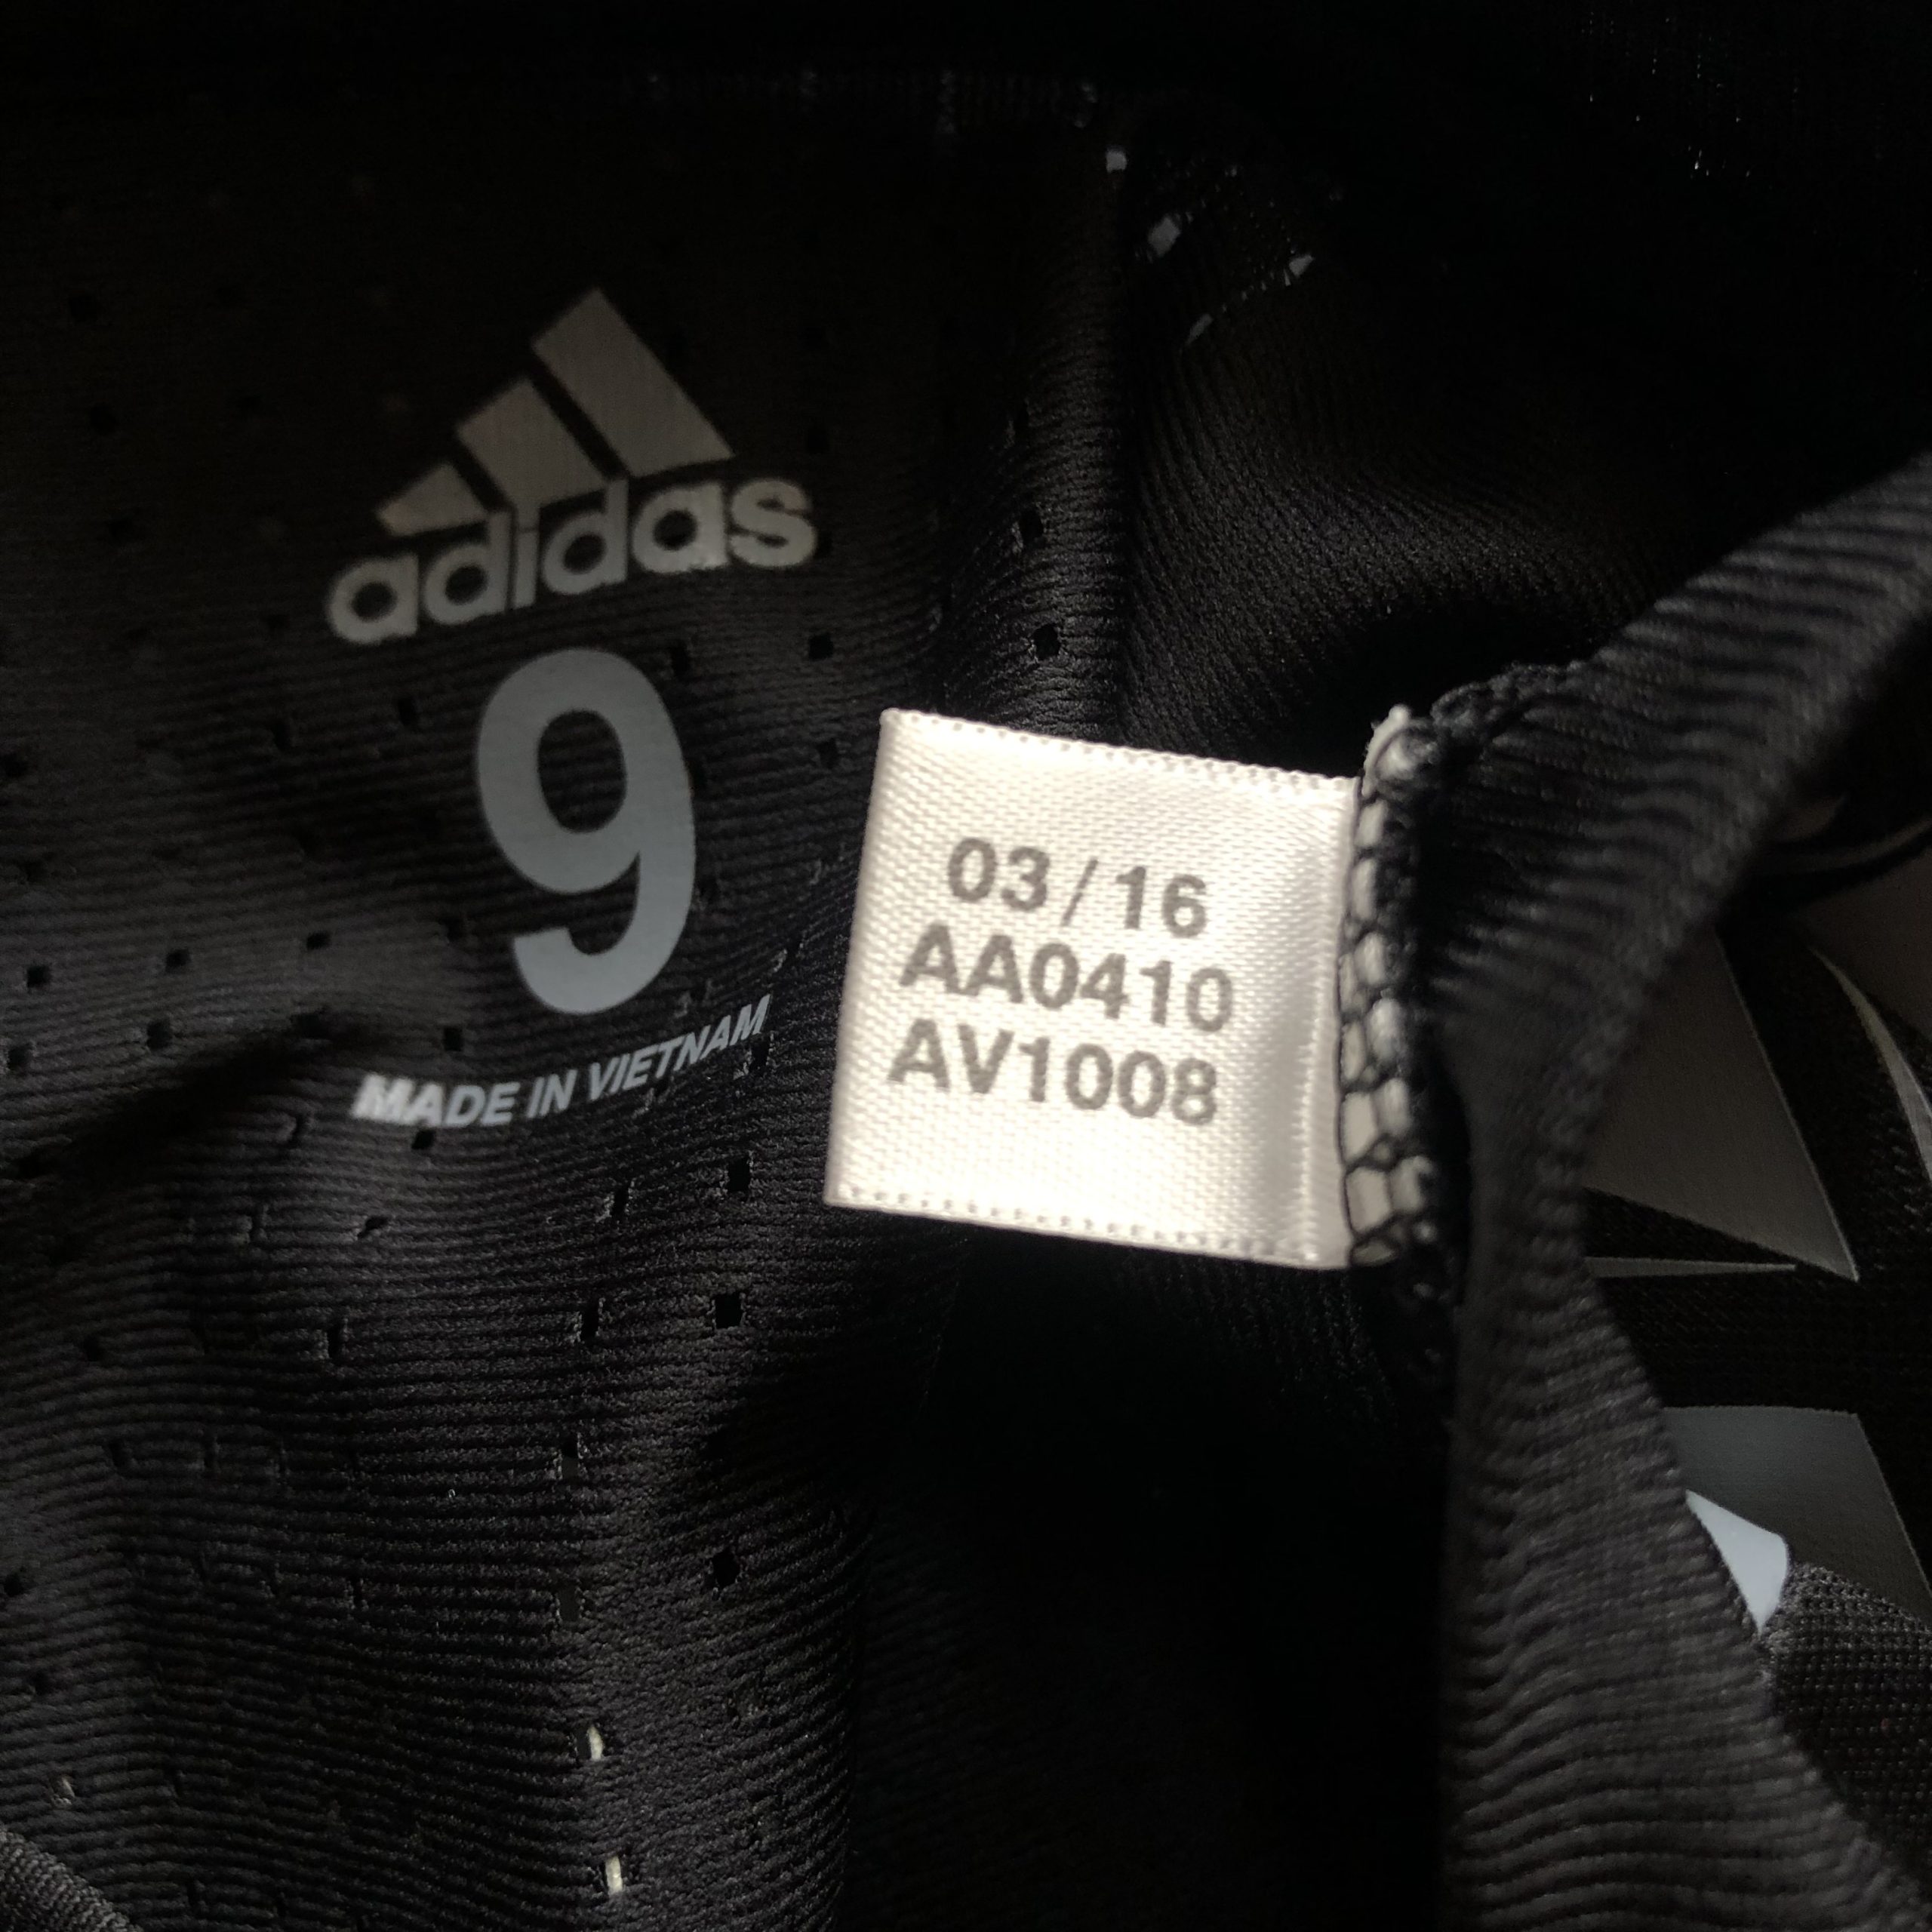 adidas
9
MADE IN VIETNAM
03/16
AA0410
AV1008